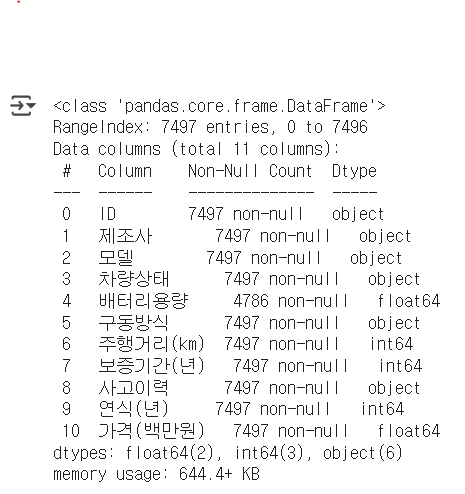 <class 'pandas.core.frame.DataFrame'>
RangeIndex: 7497 entries, 0 to 7496
Data columns (total 11 columns):
 #   Column    Non-Null Count  Dtype
---  ------    --------------  -----
 0   ID        7497 non-null   object
 1   제조사       7497 non-null   object
 2   모델        7497 non-null   object
 3   차량상태      7497 non-null   object
 4   배터리용량     4786 non-null   float64
 5   구동방식      7497 non-null   object
 6   주행거리(km)  7497 non-null   int64
 7   보증기간(년)   7497 non-null   int64
 8   사고이력      7497 non-null   object
 9   연식(년)     7497 non-null   int64
 10  가격(백만원)   7497 non-null   float64
dtypes: float64(2), int64(3), object(6)
memory usage: 644.4+ KB